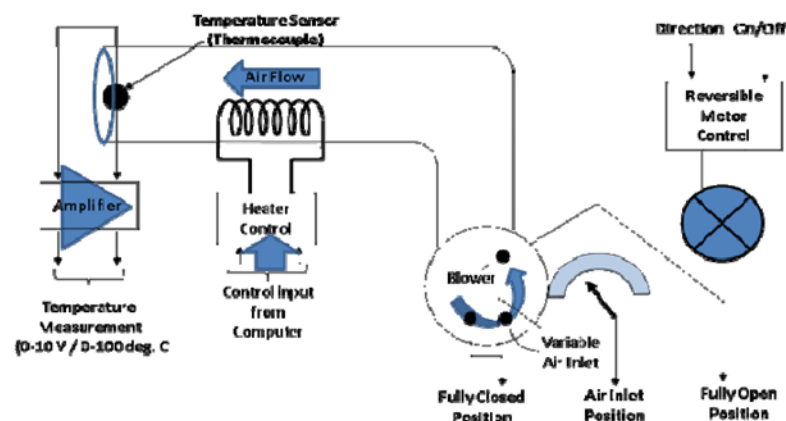 Temperature Sensor
(Thermocouple)
Direction On/Off
Air Flow
Reversible
Motor
Control
Amplifier
Heater
Control
Blower
Control input
from
Computer
Temperature
Measurement
(0-10 V / 0-100 deg. C
Variable
Air Inlet
Fully Closed
Position
Air Inlet
Position
Fully Open
Position